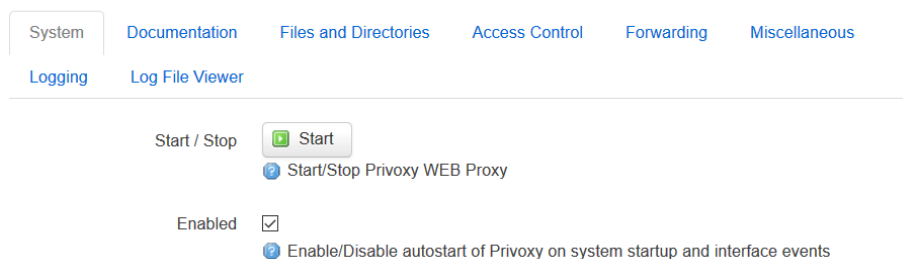 System Documentation Files and Directories Access Control Forwarding Miscellaneous
Logging Log File Viewer
Start / Stop Start
Start/Stop Privoxy WEB Proxy
Enabled
Enable/Disable autostart of Privoxy on system startup and interface events